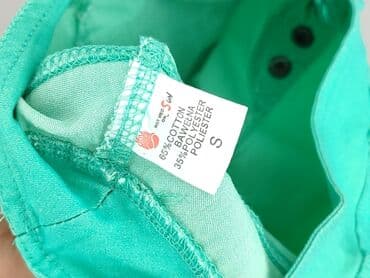 65%COTTON
BAWEŁNA
35%POLYESTER
POLIESTER
S